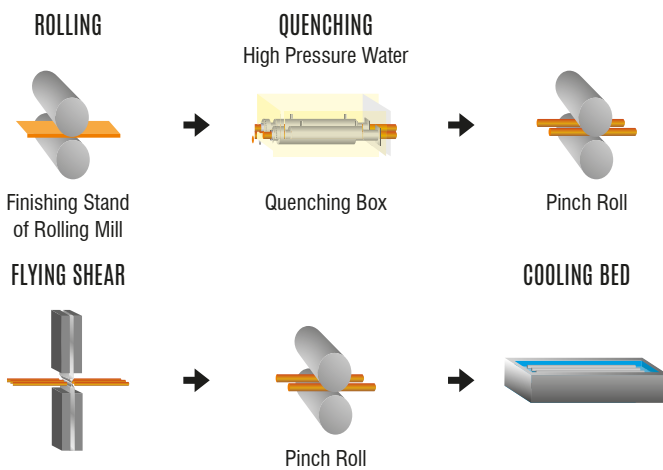 ROLLING
QUENCHING
High Pressure Water
Finishing Stand
of Rolling Mill
Quenching Box
Pinch Roll
FLYING SHEAR
COOLING BED
Pinch Roll